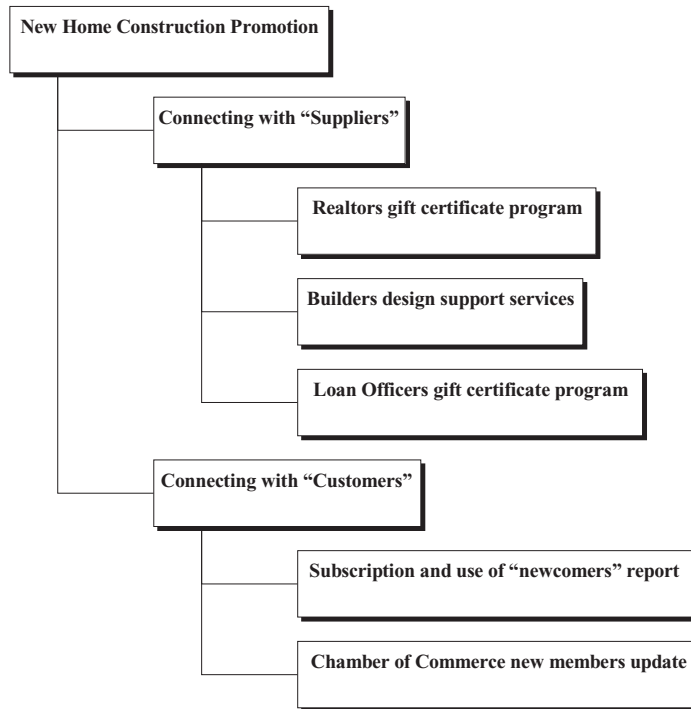 New Home Construction Promotion
Connecting with “Suppliers”
Realtors gift certificate program
Builders design support services
Loan Officers gift certificate program
Connecting with “Customers”
Subscription and use of “newcomers” report
Chamber of Commerce new members update